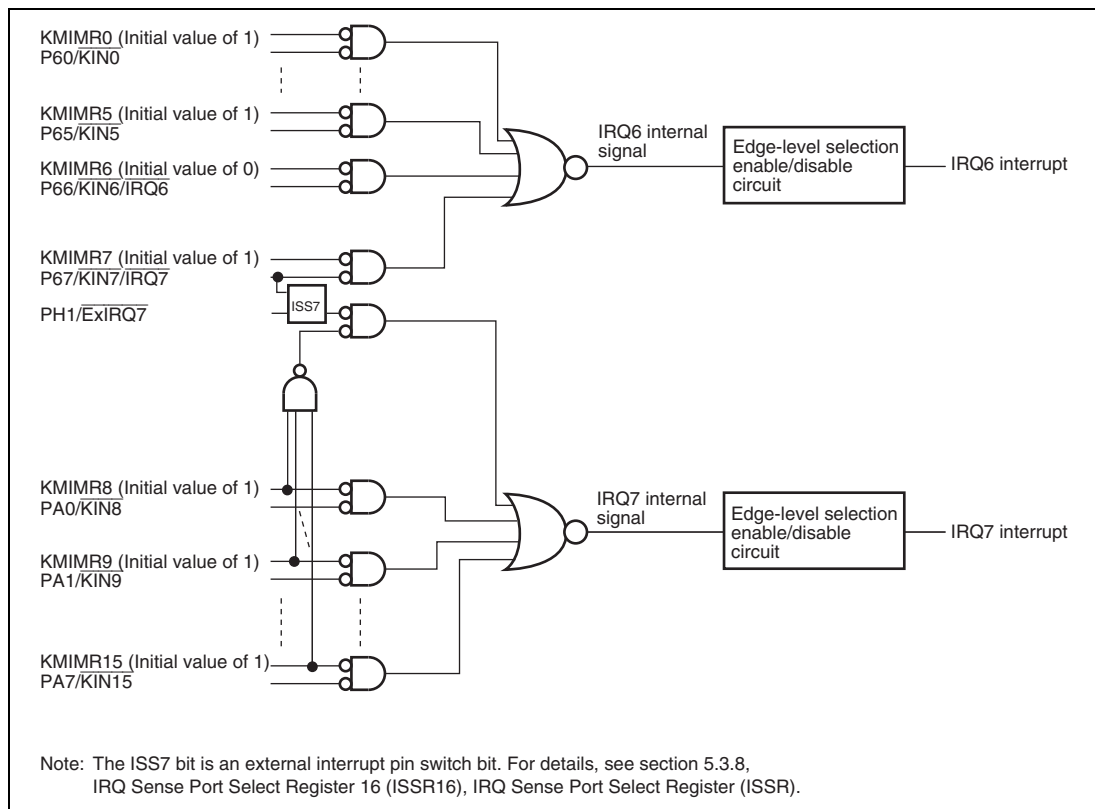 KMIMR0 (Initial value of 1)
P60/KIN0
KMIMR5 (Initial value of 1)
P65/KIN5
KMIMR6 (Initial value of 0)
P66/KIN6/IRQ6
IRQ6 internal
signal
Edge-level selection
enable/disable
circuit
IRQ6 interrupt
KMIMR7 (Initial value of 1)
P67/KIN7/IRQ7
ISS7
PH1/ExIRQ7
KMIMR8 (Initial value of 1)
PA0/KIN8
KMIMR9 (Initial value of 1)
PA1/KIN9
IRQ7 internal
signal
Edge-level selection
enable/disable
circuit
IRQ7 interrupt
KMIMR15 (Initial value of 1)
PA7/KIN15
Note: The ISS7 bit is an external interrupt pin switch bit. For details, see section 5.3.8,
IRQ Sense Port Select Register 16 (ISSR16), IRQ Sense Port Select Register (ISSR).